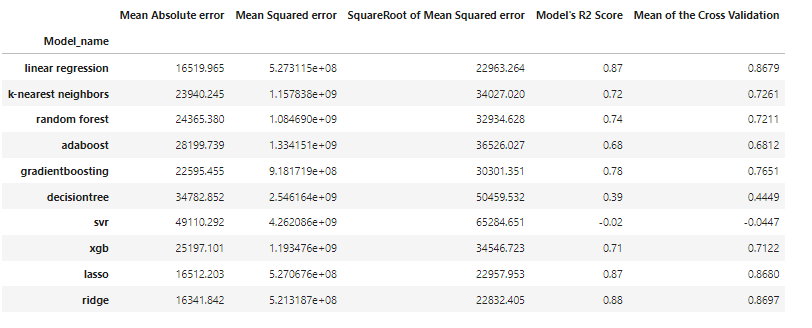 Mean Absolute error Mean Squared error SquareRoot of Mean Squared error Model's R2 Score Mean of the Cross Validation
Model_name
linear regression 16519.965 5.273115e+08 22963.264 0.87 0.8679
k-nearest neighbors 23940.245 1.157838e+09 34027.020 0.72 0.7261
random forest 24365.380 1.084690e+09 32934.628 0.74 0.7211
adaboost 28199.739 1.334151e+09 36526.027 0.68 0.6812
gradientboosting 22595.455 9.181719e+08 30301.351 0.78 0.7651
decisiontree 34782.852 2.546164e+09 50459.532 0.39 0.4449
svr 49110.292 4.262086e+09 65284.651 -0.02 -0.0447
xgb 25197.101 1.193476e+09 34546.723 0.71 0.7122
lasso 16512.203 5.270676e+08 22957.953 0.87 0.8680
ridge 16341.842 5.213187e+08 22832.405 0.88 0.8697